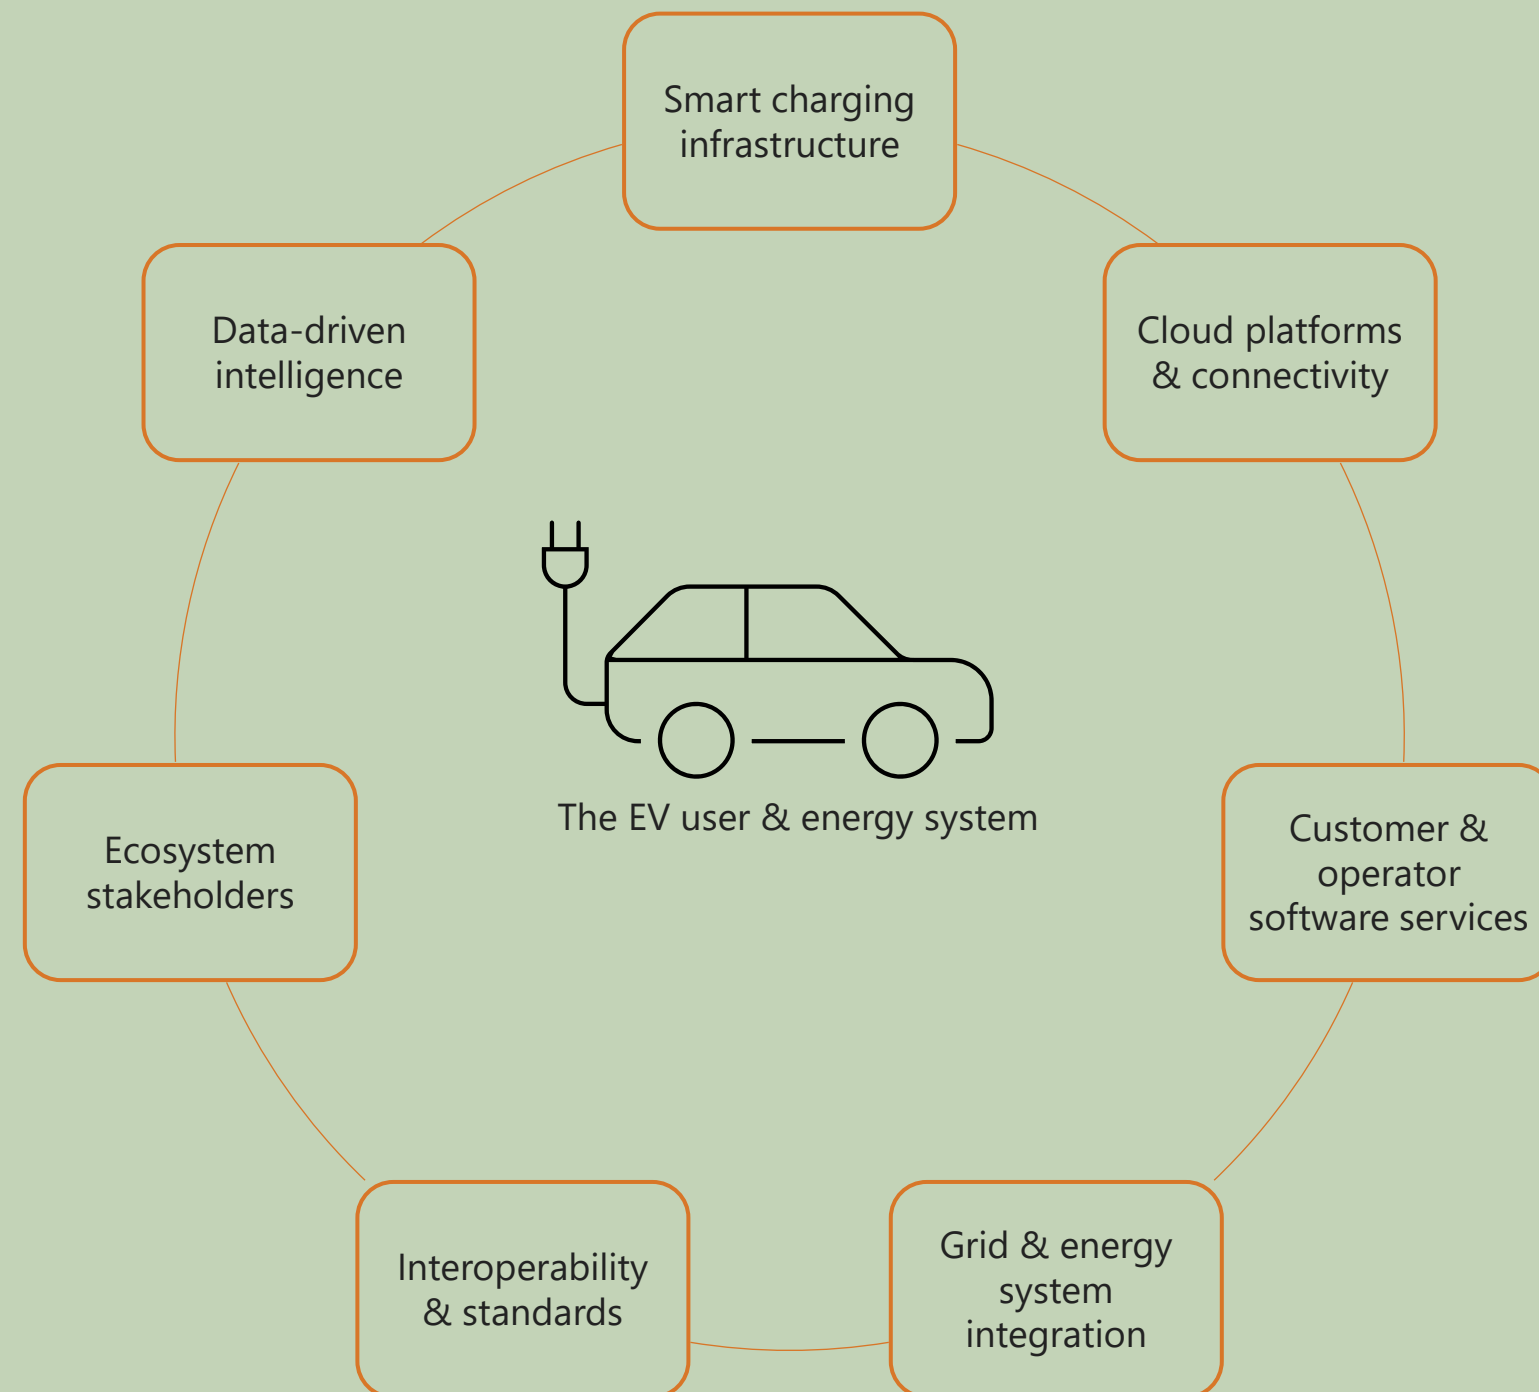 Smart charging
infrastructure
Data-driven
intelligence
Cloud platforms
& connectivity
The EV user & energy system
Ecosystem
stakeholders
Customer &
operator
software services
Interoperability
& standards
Grid & energy
system
integration